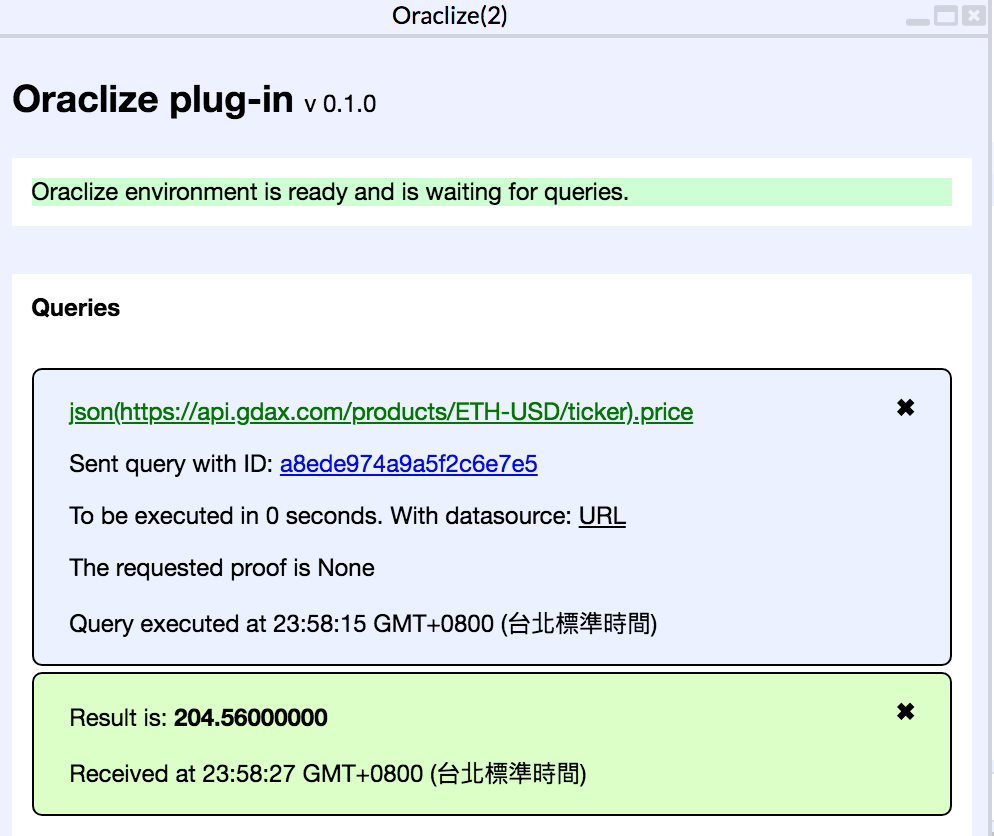 Oraclize(2)
Oraclize plug-in v 0.1.0
Oraclize environment is ready and is waiting for queries.
Queries
json(https://api.gdax.com/products/ETH-USD/ticker).price
Sent query with ID: a8ede974a9a5f2c6e7e5
To be executed in 0 seconds. With datasource: URL
The requested proof is None
Query executed at 23:58:15 GMT+0800 (台北標準時間)
Result is: 204.56000000
Received at 23:58:27 GMT+0800 (台北標準時間)